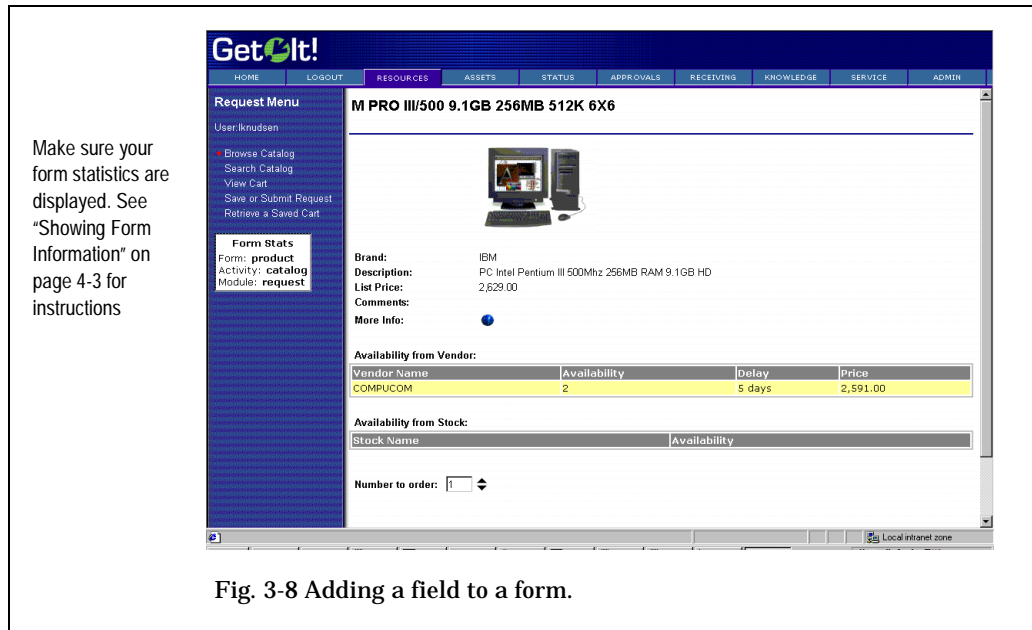 Get It!
HOME LOGOUT RESOURCES ASSETS STATUS APPROVALS RECEIVING KNOWLEDGE SERVICE ADMIN
Request Menu
User:lknudsen
Browse Catalog
Search Catalog
View Cart
Save or Submit Request
Retrieve a Saved Cart
Form Stats
Form: product
Activity: catalog
Module: request
Make sure your
form statistics are
displayed. See
“Showing Form
Information” on
page 4-3 for
instructions
M PRO III/500 9.1GB 256MB 512K 6X6
Brand: IBM
Description: PC Intel Pentium III 500Mhz 256MB RAM 9.1GB HD
List Price: 2,629.00
Comments:
More Info:
Availability from Vendor:
Vendor Name Availability Delay Price
COMPUCOM 2 5 days 2,591.00
Availability from Stock:
Stock Name Availability
Number to order: 1
Local intranet zone
Fig. 3-8 Adding a field to a form.